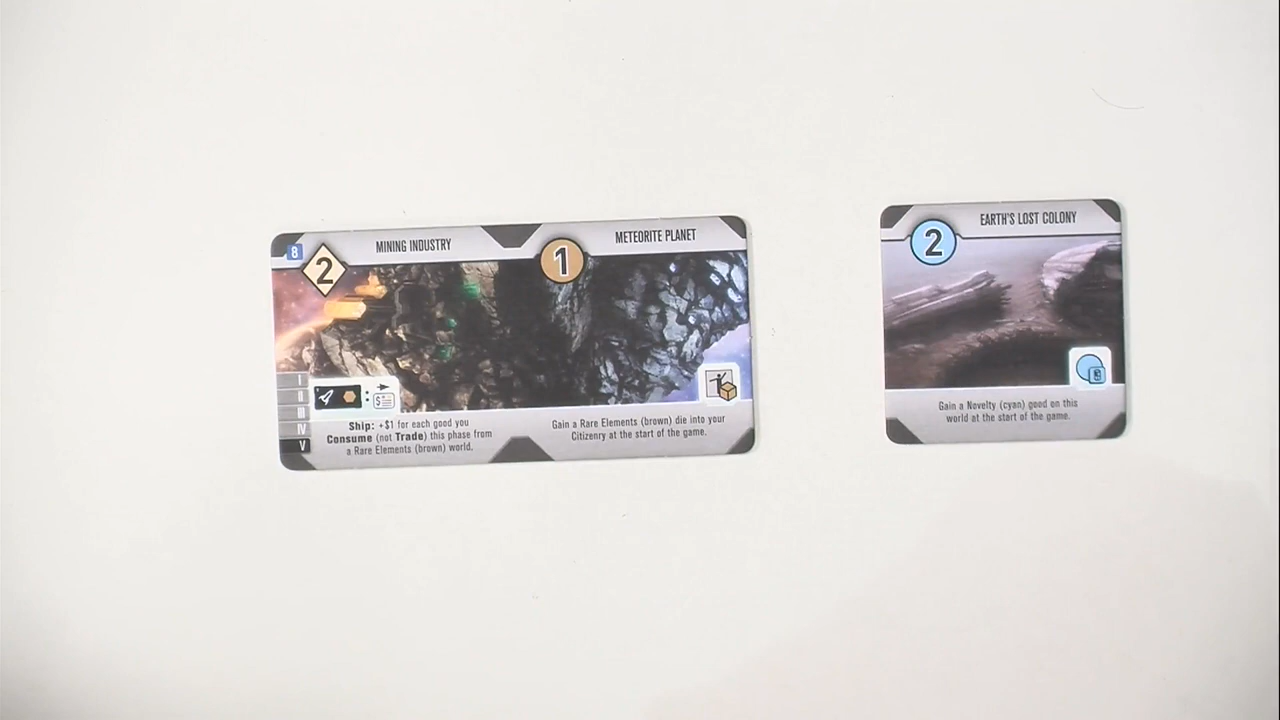 8
2
MINING INDUSTRY
1
METEORITE PLANET
I
II
III
IV
V
$
Ship: +$1 for each good you
Consume (not Trade) this phase from
a Rare Elements (brown) world.
Gain a Rare Elements (brown) die into your
Citizenry at the start of the game.
2
EARTH'S LOST COLONY
Gain a Novelty (cyan) good on this
world at the start of the game.